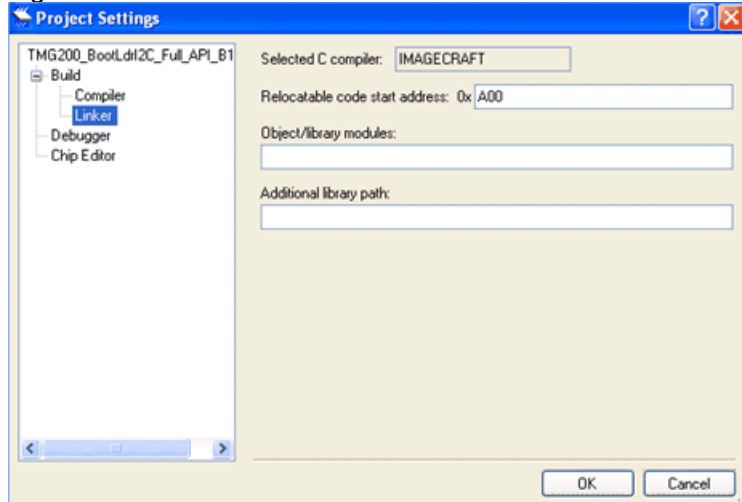 Project Settings
TMG200_BootLdrI2C_Full_API_B1
Build
Compiler
Linker
Debugger
Chip Editor
Selected C compiler: IMAGECRAFT
Relocatable code start address: 0x A00
Object/library modules:
Additional library path:
OK Cancel